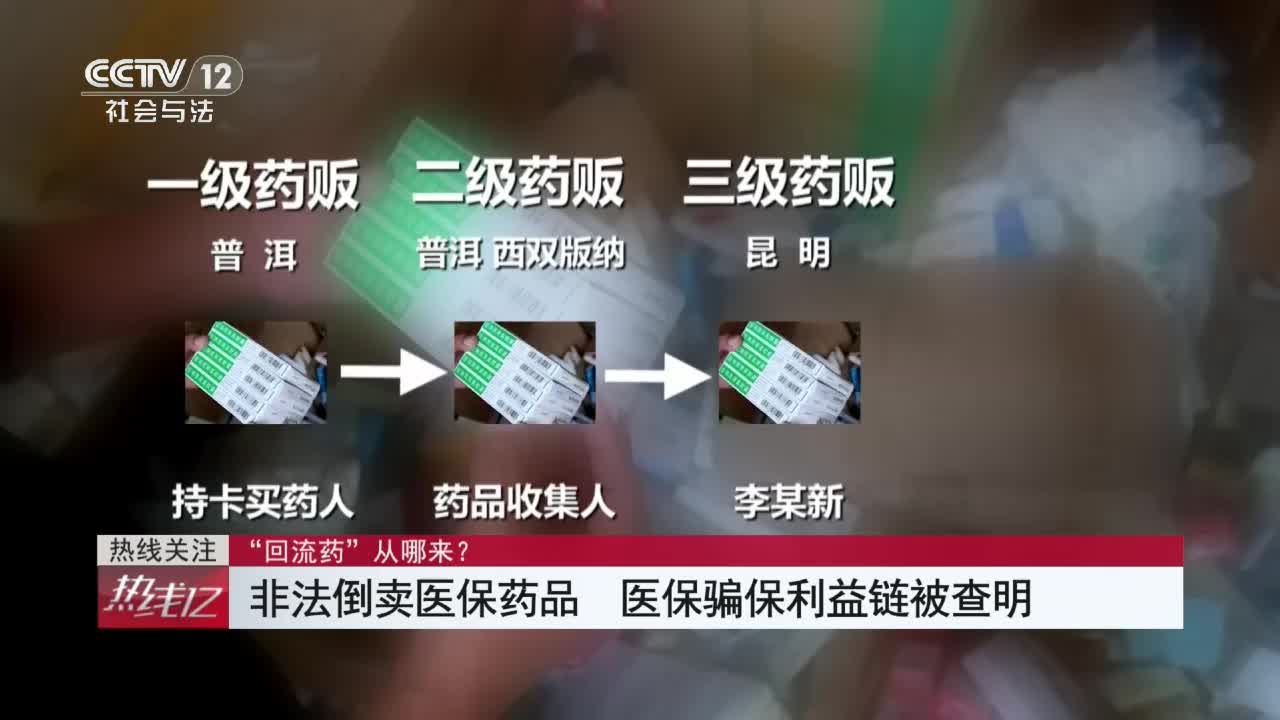 CCTV 12
社会与法
一级药贩 二级药贩 三级药贩
普洱 普洱 西双版纳 昆明
持卡买药人 药品收集人 李某新
热线关注 “回流药”从哪来？
热线12 非法倒卖医保药品 医保骗保利益链被查明